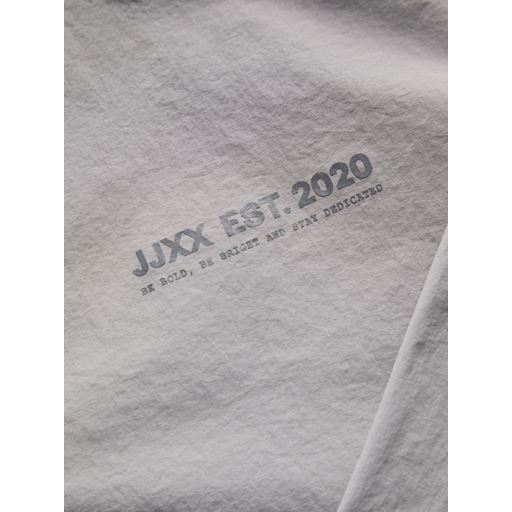 JJXX EST. 2020
BE BOLD, BE BRIGHT AND STAY DEDICATED